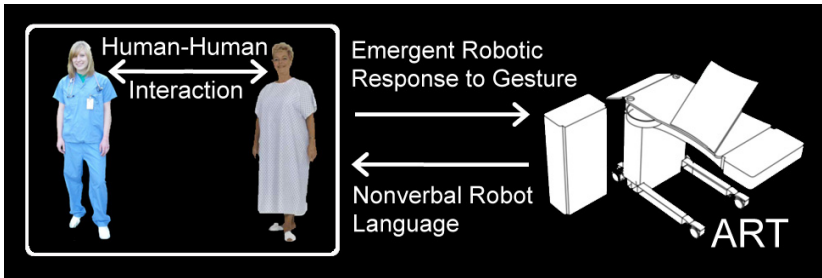 Human-Human
Interaction
Emergent Robotic
Response to Gesture
Nonverbal Robot
Language
ART